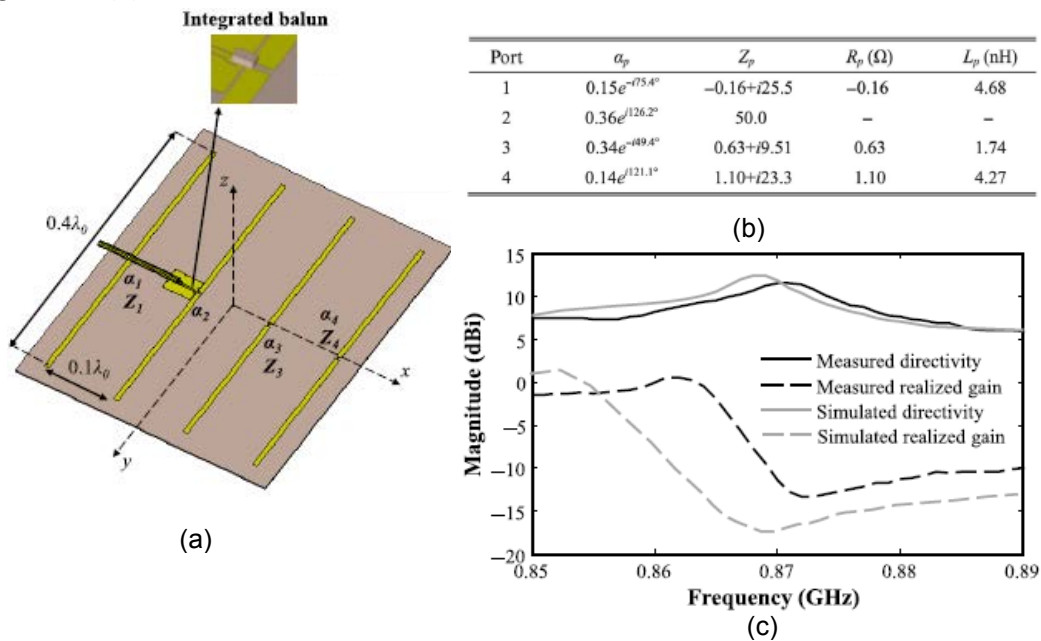 Integrated balun
z
0.4λ₀
α₁
Z₁
α₂
α₄
Z₄
α₃
Z₃
x
0.1λ₀
y
(a)
Port αₚ Zₚ Rₚ (Ω) Lₚ (nH)
1 0.15e^{−i75.4°} −0.16+i25.5 −0.16 4.68
2 0.36e^{i126.2°} 50.0 – –
3 0.34e^{−i49.4°} 0.63+i9.51 0.63 1.74
4 0.14e^{i121.1°} 1.10+i23.3 1.10 4.27
(b)
15
10
5
0
−5
−10
−15
−20
Magnitude (dBi)
Measured directivity
Measured realized gain
Simulated directivity
Simulated realized gain
0.85 0.86 0.87 0.88 0.89
Frequency (GHz)
(c)